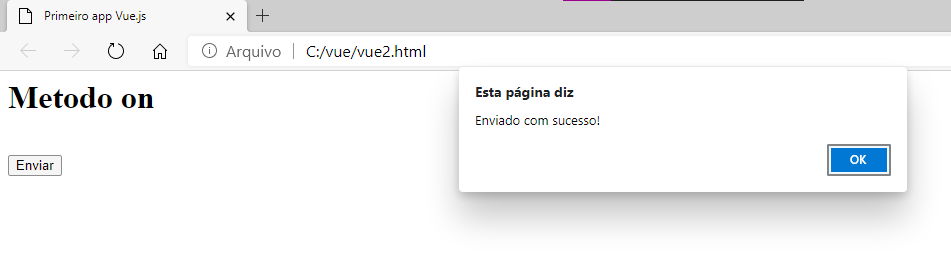 Primeiro app Vue.js
Arquivo C:/vue/vue2.html
Esta página diz
Metodo on
Enviado com sucesso!
OK
Enviar